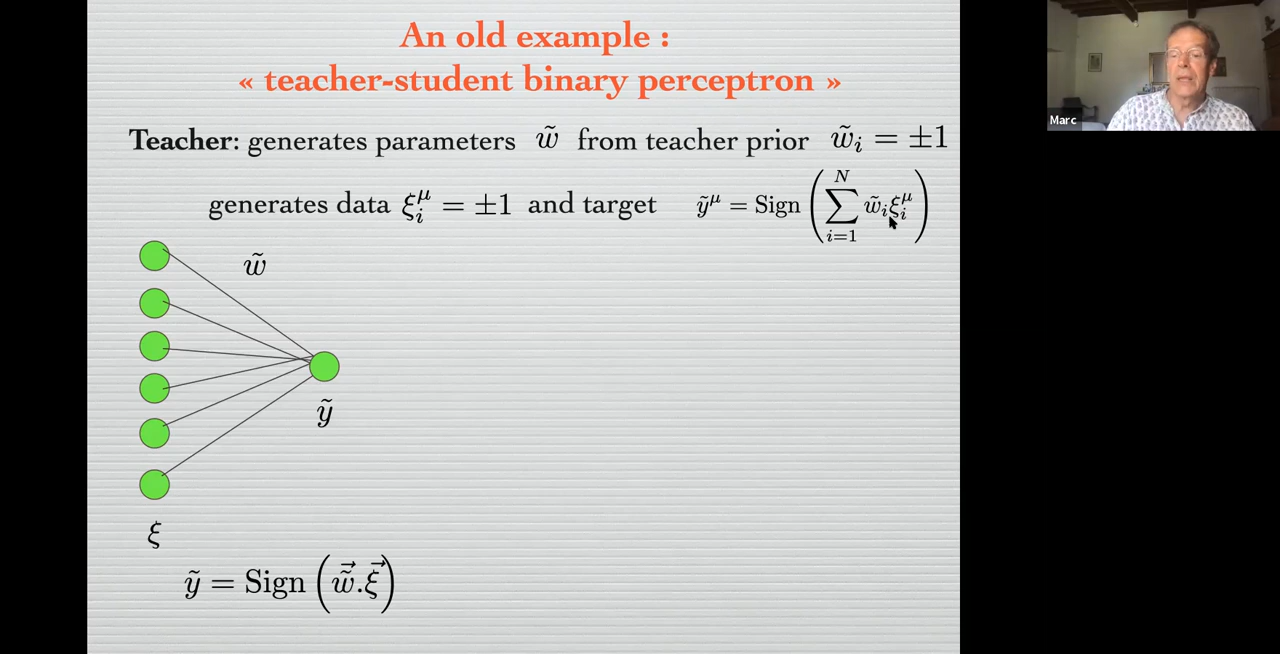 An old example :
« teacher-student binary perceptron »
Teacher: generates parameters w̃ from teacher prior w̃ᵢ = ±1
generates data ξᵢ^μ = ±1 and target ỹ^μ = Sign (∑_{i=1}^{N} w̃ᵢξᵢ^μ)
w̃
ỹ
ξ
ỹ = Sign (w̃⃗.ξ⃗)
Marc